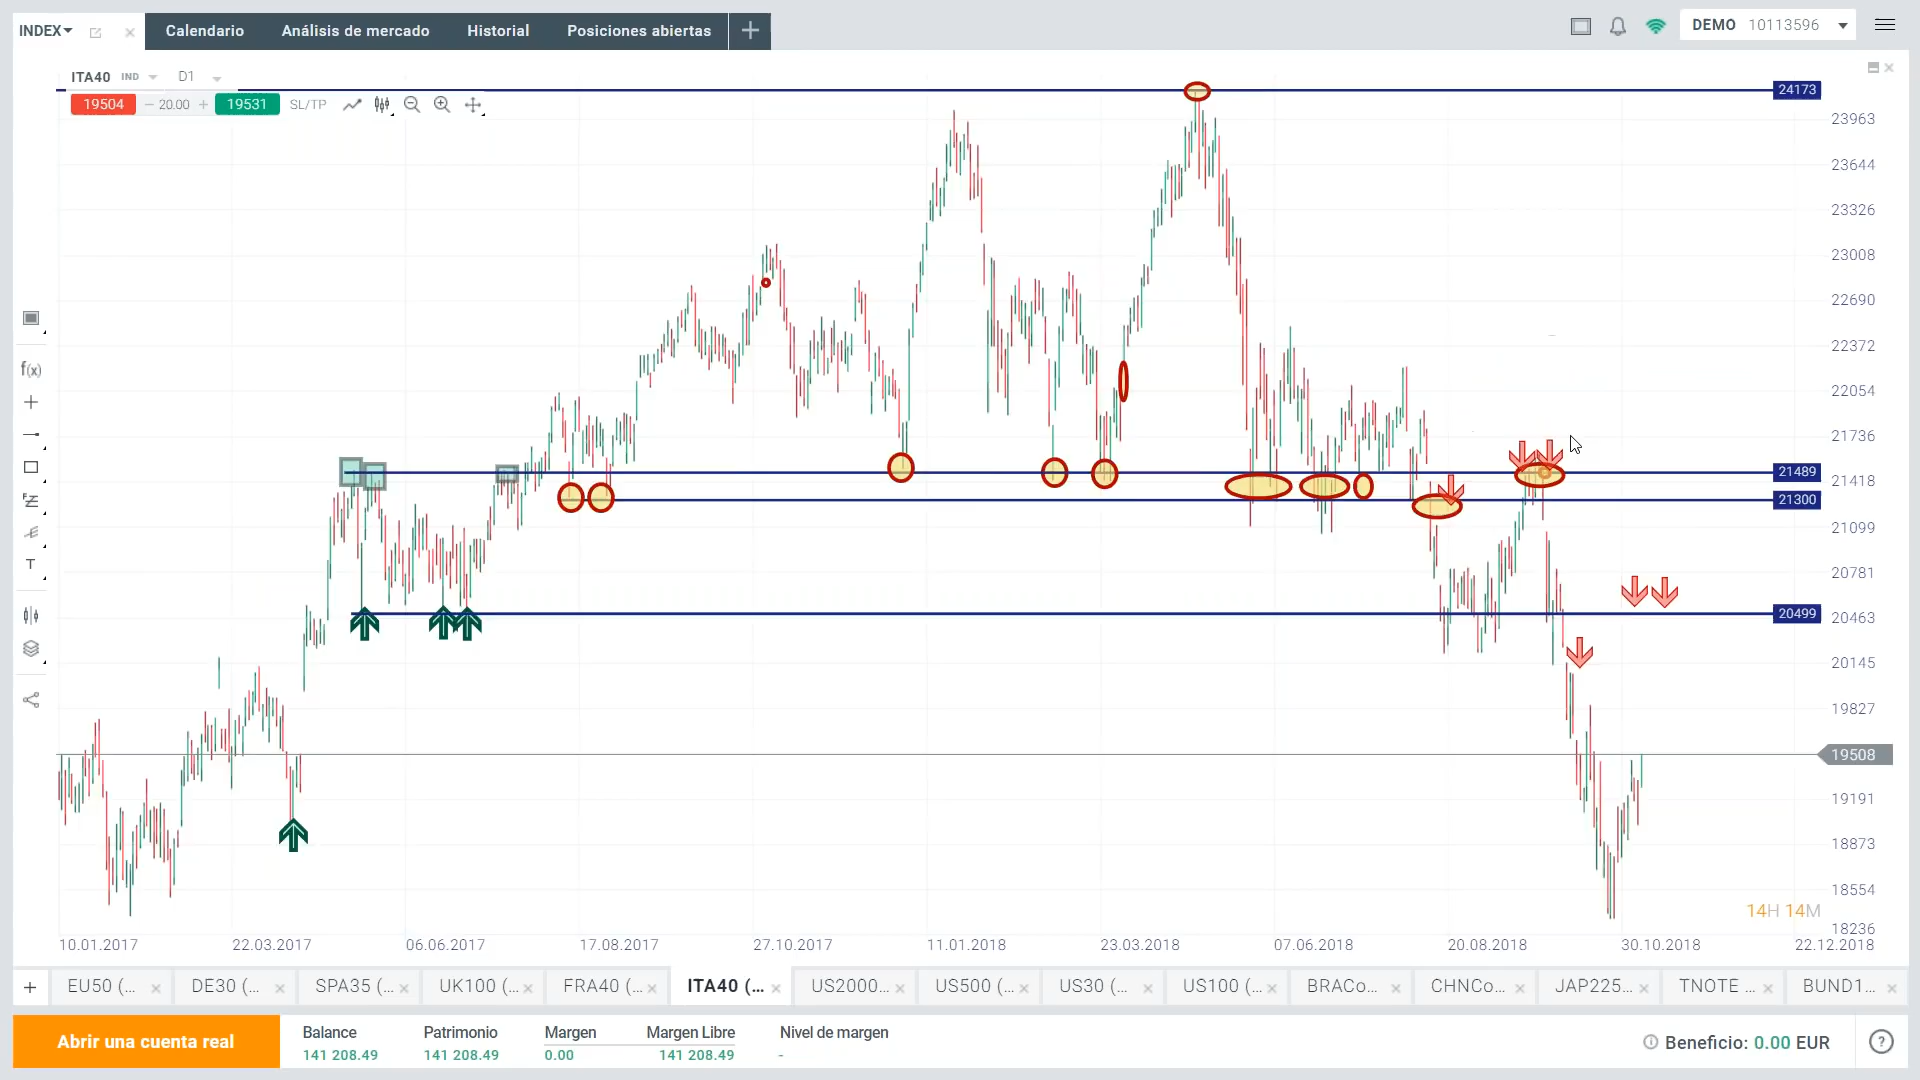 INDEX
Calendario
Análisis de mercado
Historial
Posiciones abiertas
DEMO 10113596
ITA40 IND D1
19504 20.00 19531 SL/TP
24173
23963
23644
23326
23008
22690
22372
22054
21736
21489
21418
21300
21099
20781
20499
20463
20145
19827
19508
19191
18873
18554
14H 14M
18236
f(x)
T
10.01.2017 22.03.2017 06.06.2017 17.08.2017 27.10.2017 11.01.2018 23.03.2018 07.06.2018 20.08.2018 30.10.2018 22.12.2018
EU50 (... DE30 (... SPA35 (... UK100 (... FRA40 (... ITA40 (... US2000... US500 (... US30 (... US100 (... BRACo... CHNCo... JAP225... TNOTE ... BUND1...
Abrir una cuenta real
Balance Patrimonio Margen Margen Libre Nivel de margen
141 208.49 141 208.49 0.00 141 208.49 -
Beneficio: 0.00 EUR